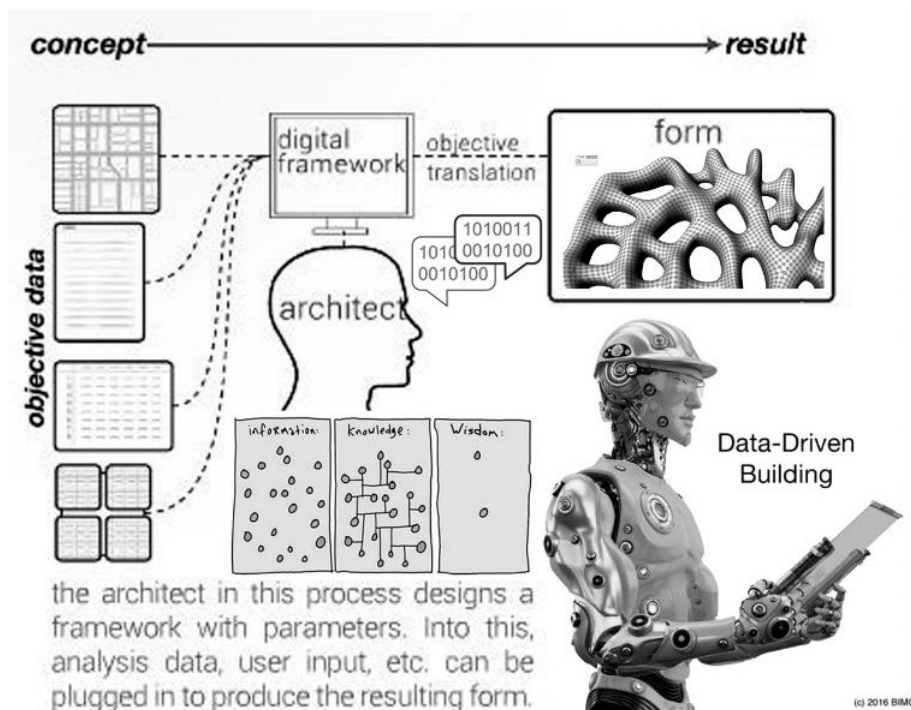 concept
result
objective data
digital
framework
objective
translation
form
architect
1010011
0010100
101
0010100
information:
knowledge:
Wisdom:
Data-Driven
Building
the architect in this process designs a
framework with parameters. Into this,
analysis data, user input, etc. can be
plugged in to produce the resulting form.
(c) 2016 BIM